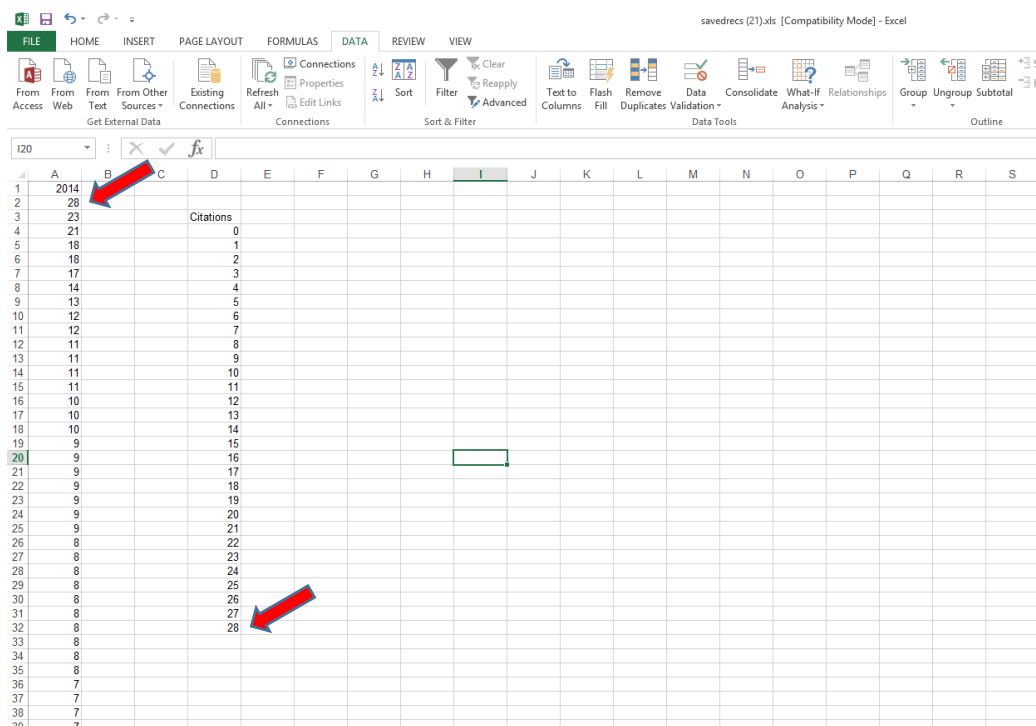 savedrecs (21).xls [Compatibility Mode] - Excel
FILE HOME INSERT PAGE LAYOUT FORMULAS DATA REVIEW VIEW
From Access
From Web
From Text
From Other Sources
Existing Connections
Get External Data
Refresh All
Connections
Properties
Edit Links
Connections
Sort
Filter
Clear
Reapply
Advanced
Sort & Filter
Text to Columns
Flash Fill
Remove Duplicates
Data Validation
Consolidate
What-If Analysis
Relationships
Data Tools
Group
Ungroup
Subtotal
Outline
I20 fx
A B C D E F G H I J K L M N O P Q R S
1 2014
2 28
3 23 Citations
4 21 0
5 18 1
6 18 2
7 17 3
8 14 4
9 13 5
10 12 6
11 12 7
12 11 8
13 11 9
14 11 10
15 11 11
16 10 12
17 10 13
18 10 14
19 9 15
20 9 16
21 9 17
22 9 18
23 9 19
24 9 20
25 9 21
26 8 22
27 8 23
28 8 24
29 8 25
30 8 26
31 8 27
32 8 28
33 8
34 8
35 8
36 7
37 7
38 7